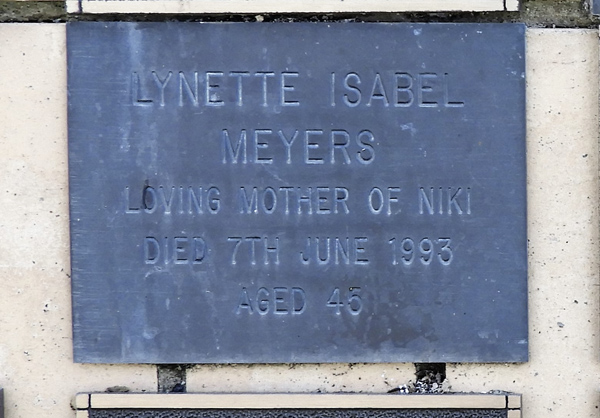 LYNETTE ISABEL
MEYERS
LOVING MOTHER OF NIKI
DIED 7TH JUNE 1993
AGED 45